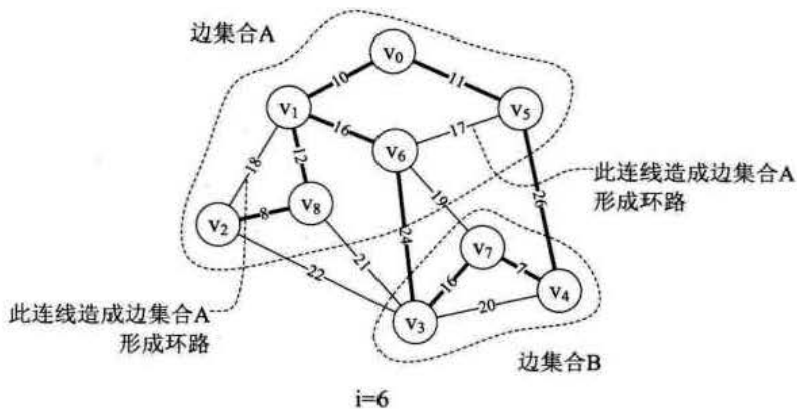 边集合A
v0
10
11
v1
v5
16
17
v6
12
18
此连线造成边集合A
形成环路
26
19
v8
8
v2
24
v7
21
22
7
16
v4
20
v3
此连线造成边集合A
形成环路
边集合B
i=6